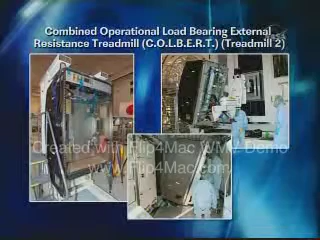 Combined Operational Load Bearing External
Resistance Treadmill (C.O.L.B.E.R.T.) (Treadmill 2)
Created with Flip4Mac WMV Demo
www.Flip4Mac.com